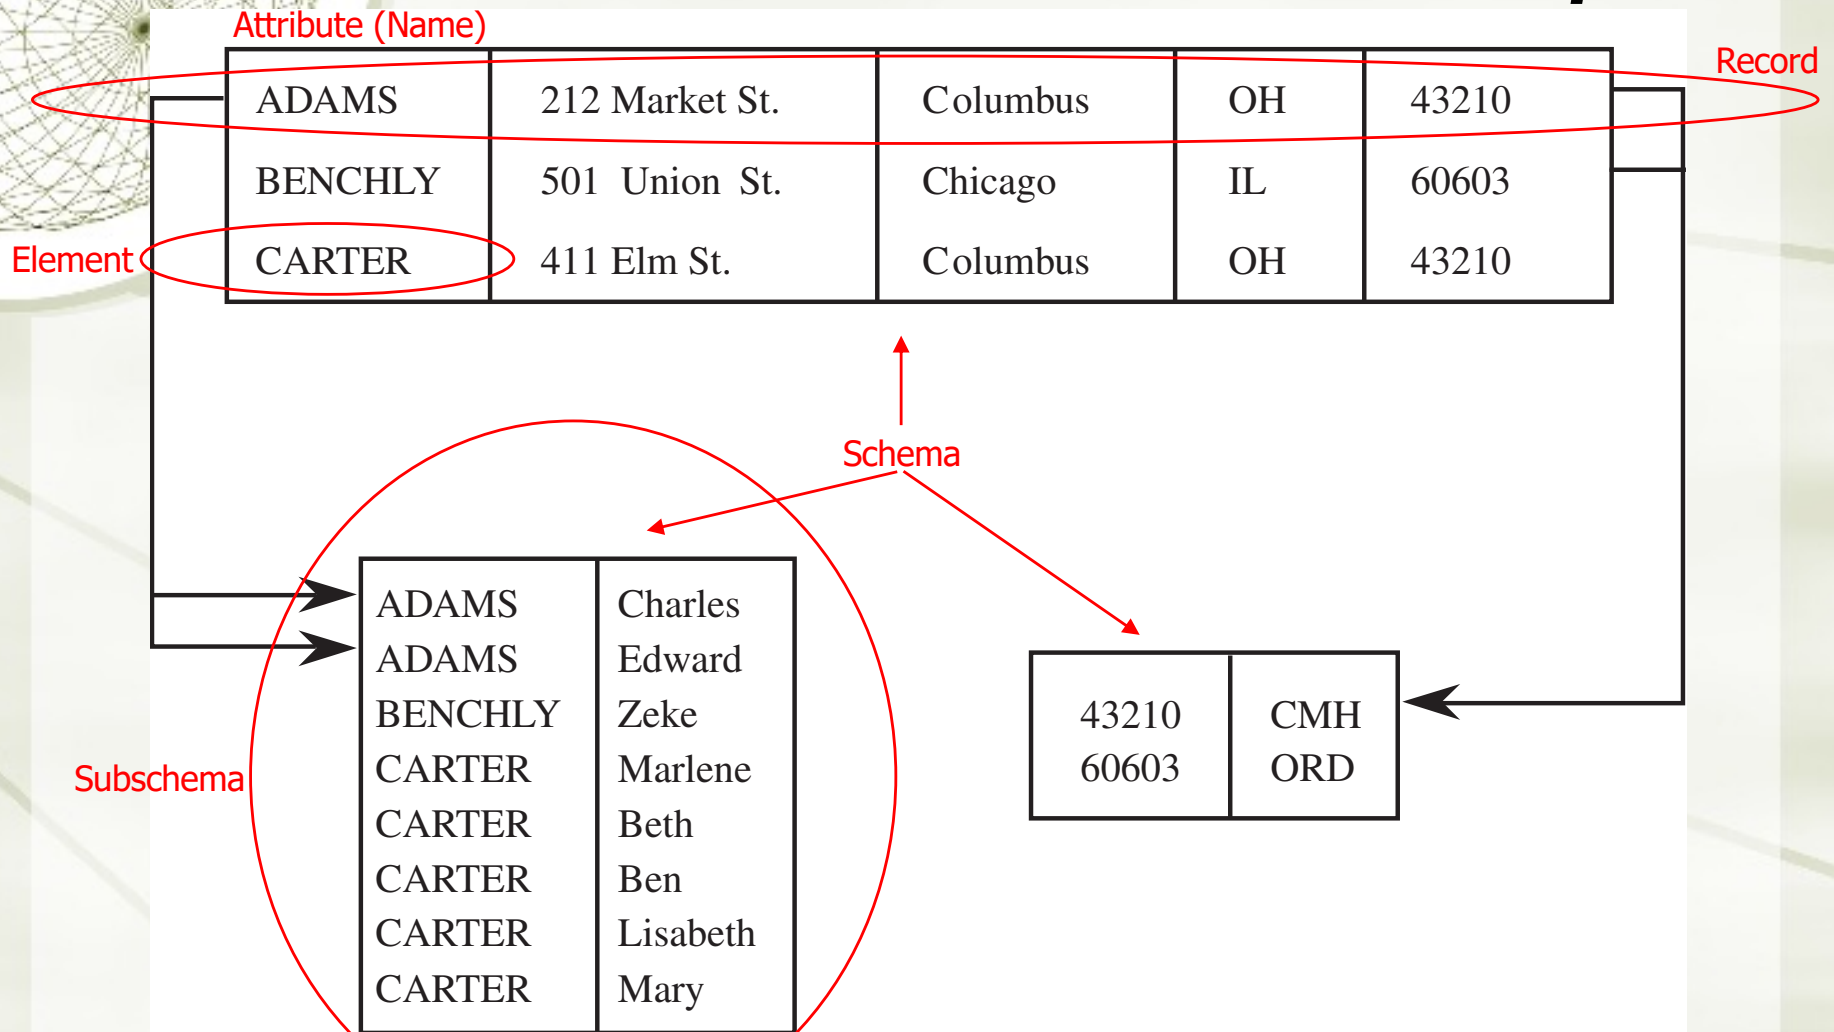 Attribute (Name)
Record
ADAMS 212 Market St. Columbus OH 43210
BENCHLY 501 Union St. Chicago IL 60603
Element
CARTER 411 Elm St. Columbus OH 43210
Schema
ADAMS Charles
ADAMS Edward
BENCHLY Zeke
CARTER Marlene
CARTER Beth
CARTER Ben
CARTER Lisabeth
CARTER Mary
Subschema
43210 CMH
60603 ORD